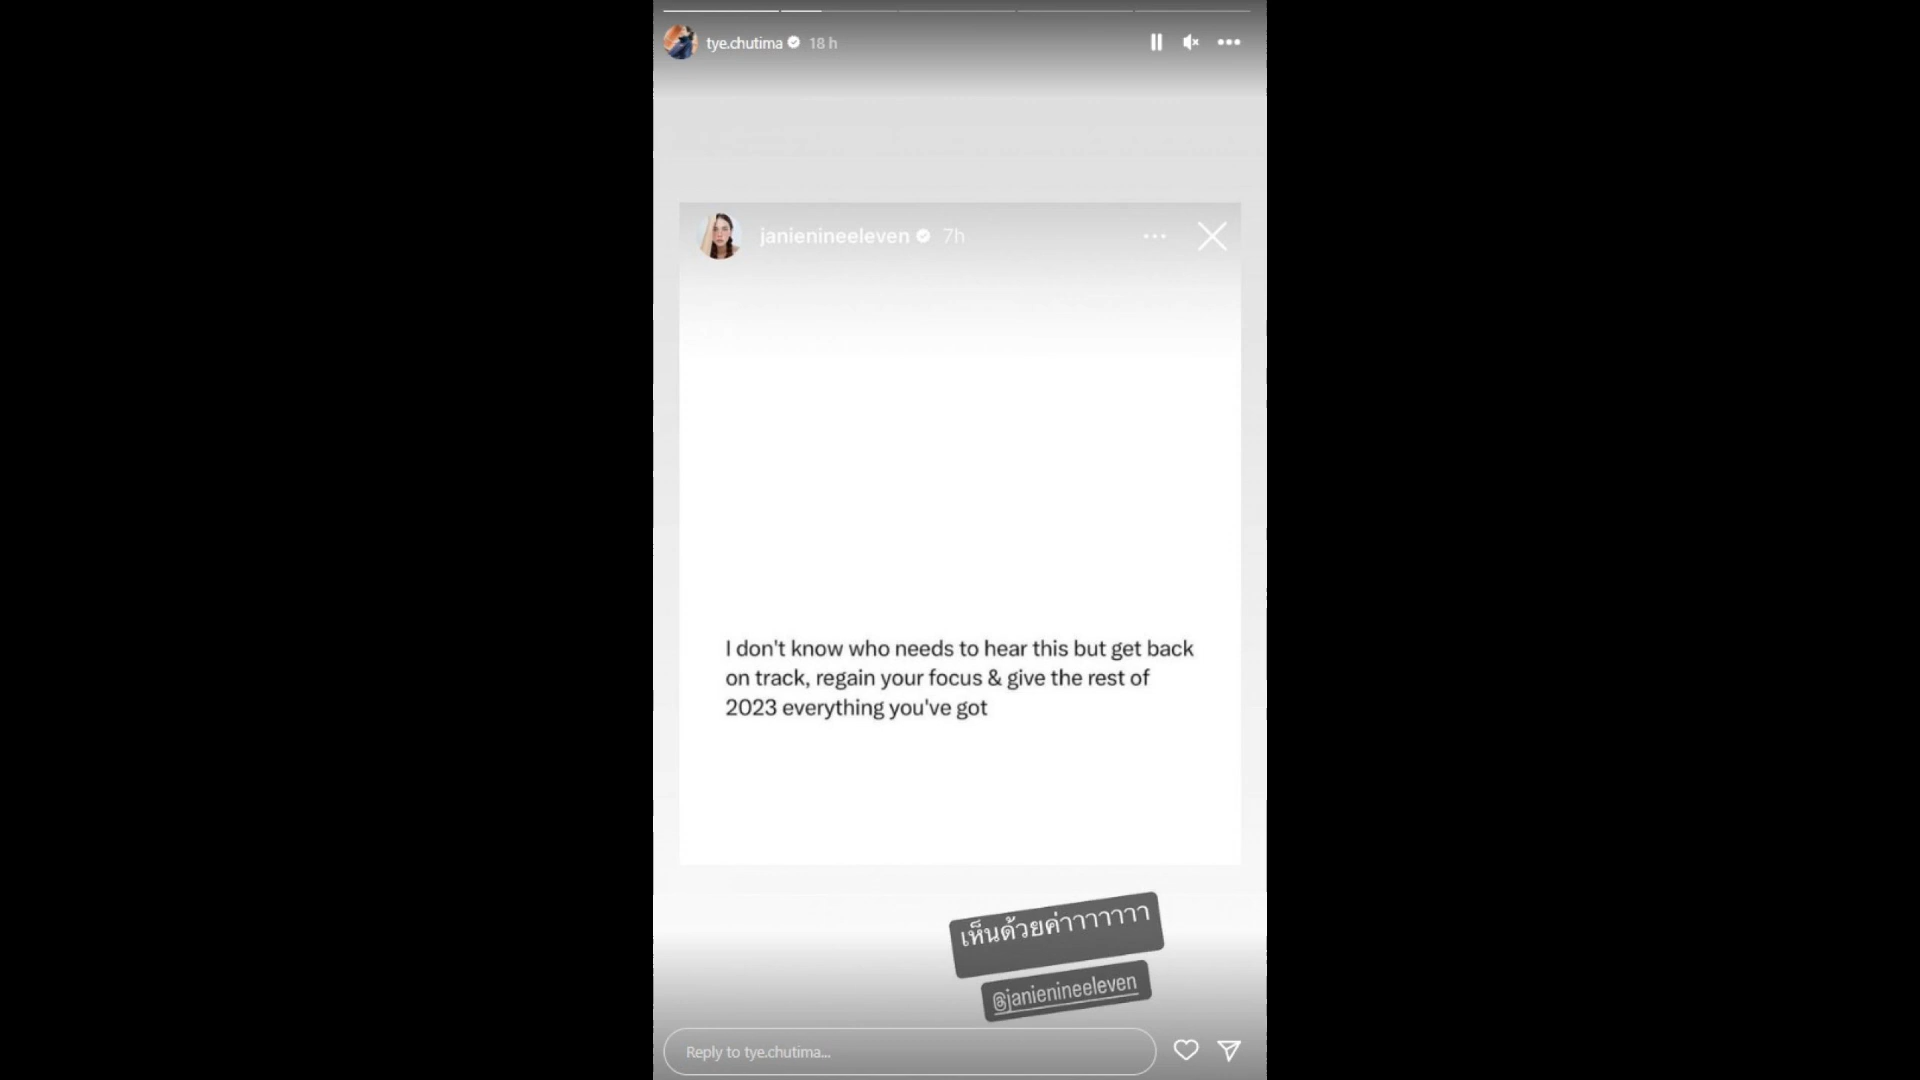 tye.chutima 18 h
janienineeleven 7h
I don't know who needs to hear this but get back
on track, regain your focus & give the rest of
2023 everything you've got
เห็นด้วยค่าาาาาาา
@janienineeleven
Reply to tye.chutima...